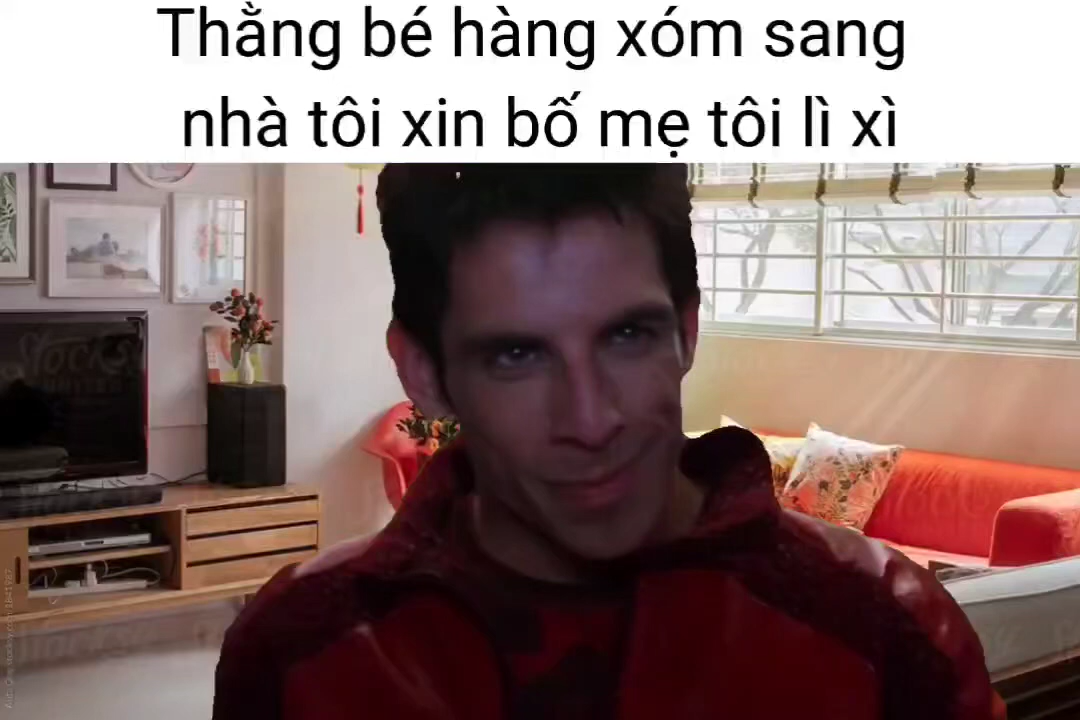 Thằng bé hàng xóm sang
nhà tôi xin bố mẹ tôi lì xì